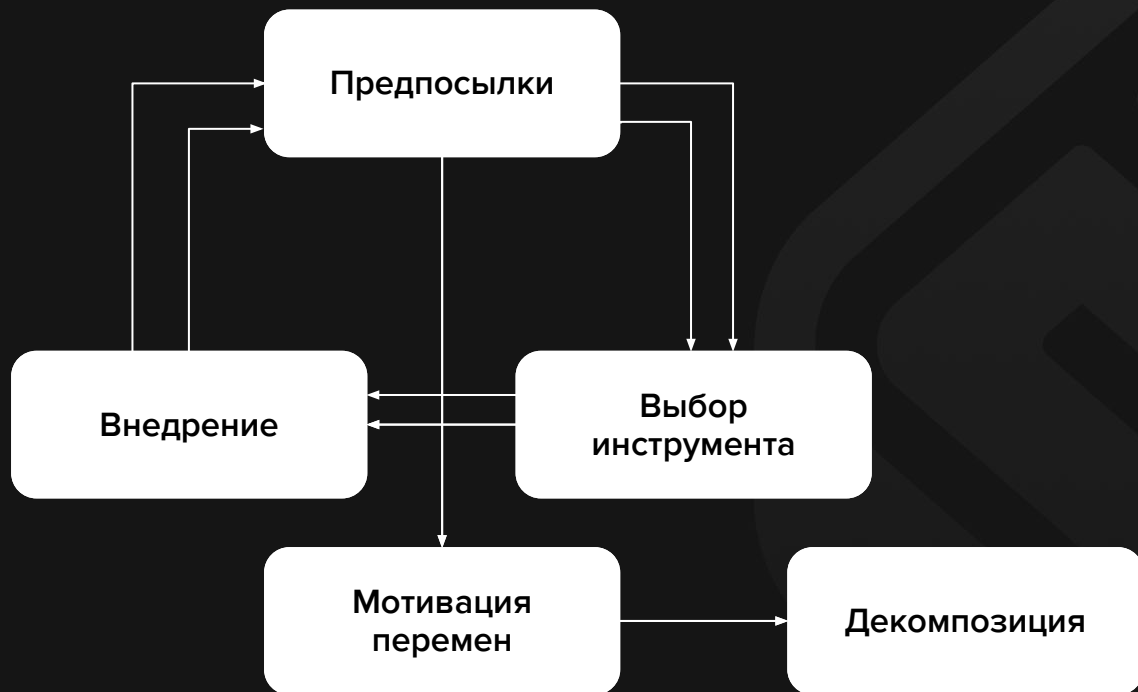 Предпосылки
Внедрение
Выбор
инструмента
Мотивация
перемен
Декомпозиция